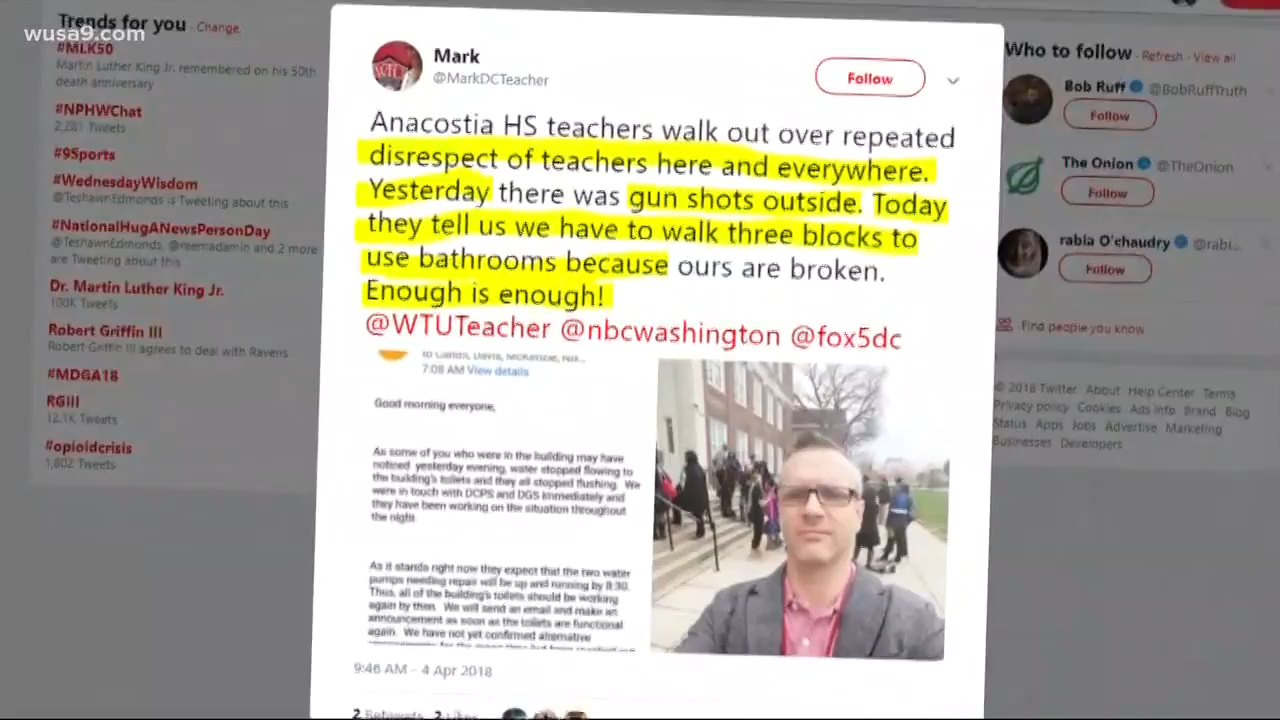 Trends for you · Change
wusa9.com
#MLK50
Martin Luther King Jr. remembered on his 50th
death anniversary
#NPHWChat
2,281 Tweets
#9Sports
#WednesdayWisdom
@TeshawnEdmonds is Tweeting about this
#NationalHugANewsPersonDay
@TeshawnEdmonds, @reemadamin and 2 more
are Tweeting about this
Dr. Martin Luther King Jr.
100K Tweets
Robert Griffin III
Robert Griffin III agrees to deal with Ravens
#MDGA18
RGIII
12.1K Tweets
#opioidcrisis
1,802 Tweets
Mark
@MarkDCTeacher
Follow
Anacostia HS teachers walk out over repeated
disrespect of teachers here and everywhere.
Yesterday there was gun shots outside. Today
they tell us we have to walk three blocks to
use bathrooms because ours are broken.
Enough is enough!
@WTUTeacher @nbcwashington @fox5dc
7:08 AM View details
Good morning everyone,
As some of you who were in the building may have
noticed yesterday evening, water stopped flowing to
the building's toilets and they all stopped flushing. We
were in touch with DCPS and DGS immediately and
they have been working on the situation throughout
the night.
As it stands right now they expect that the two water
pumps needing repair will be up and running by 8:30.
Thus, all of the building's toilets should be working
again by then. We will send an email and make an
announcement as soon as the toilets are functional
again. We have not yet confirmed alternative
9:46 AM - 4 Apr 2018
2 Retweets 2 Likes
Who to follow · Refresh · View all
Bob Ruff @BobRuffTruth
Follow
The Onion @TheOnion
Follow
rabia O'chaudry @rabi...
Follow
Find people you know
© 2018 Twitter About Help Center Terms
Privacy policy Cookies Ads info Brand Blog
Status Apps Jobs Advertise Marketing
Businesses Developers